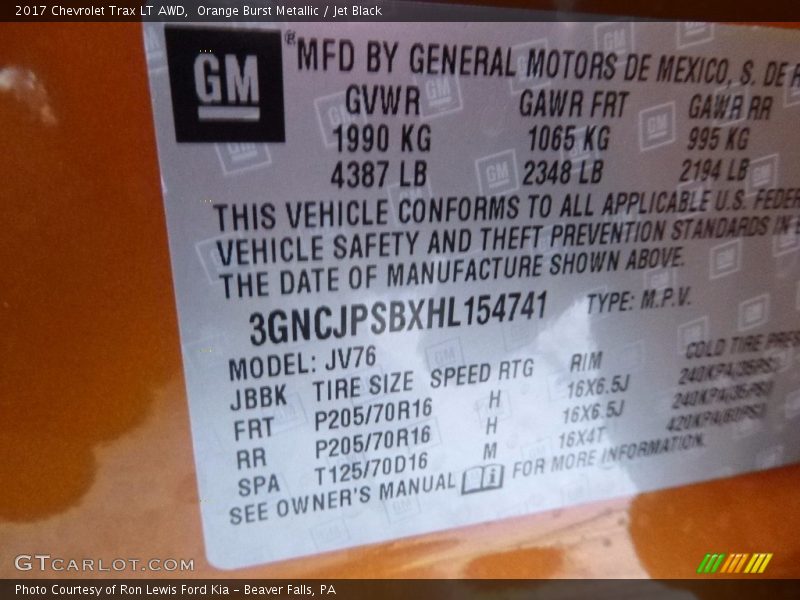 2017 Chevrolet Trax LT AWD, Orange Burst Metallic / Jet Black
GM
® MFD BY GENERAL MOTORS DE MEXICO, S. DE R
GVWR GAWR FRT GAWR RR
1990 KG 1065 KG 995 KG
4387 LB 2348 LB 2194 LB
THIS VEHICLE CONFORMS TO ALL APPLICABLE U.S. FEDER
VEHICLE SAFETY AND THEFT PREVENTION STANDARDS IN E
THE DATE OF MANUFACTURE SHOWN ABOVE.
3GNCJPSBXHL154741 TYPE: M.P.V.
MODEL: JV76
JBBK TIRE SIZE SPEED RTG RIM COLD TIRE PRES
FRT P205/70R16 H 16X6.5J 240KPA/35PSI
RR P205/70R16 H 16X6.5J 240KPA/35PSI
SPA T125/70D16 M 16X4T 420KPA/60PSI
SEE OWNER'S MANUAL FOR MORE INFORMATION.
GTCARLOT.COM
Photo Courtesy of Ron Lewis Ford Kia – Beaver Falls, PA